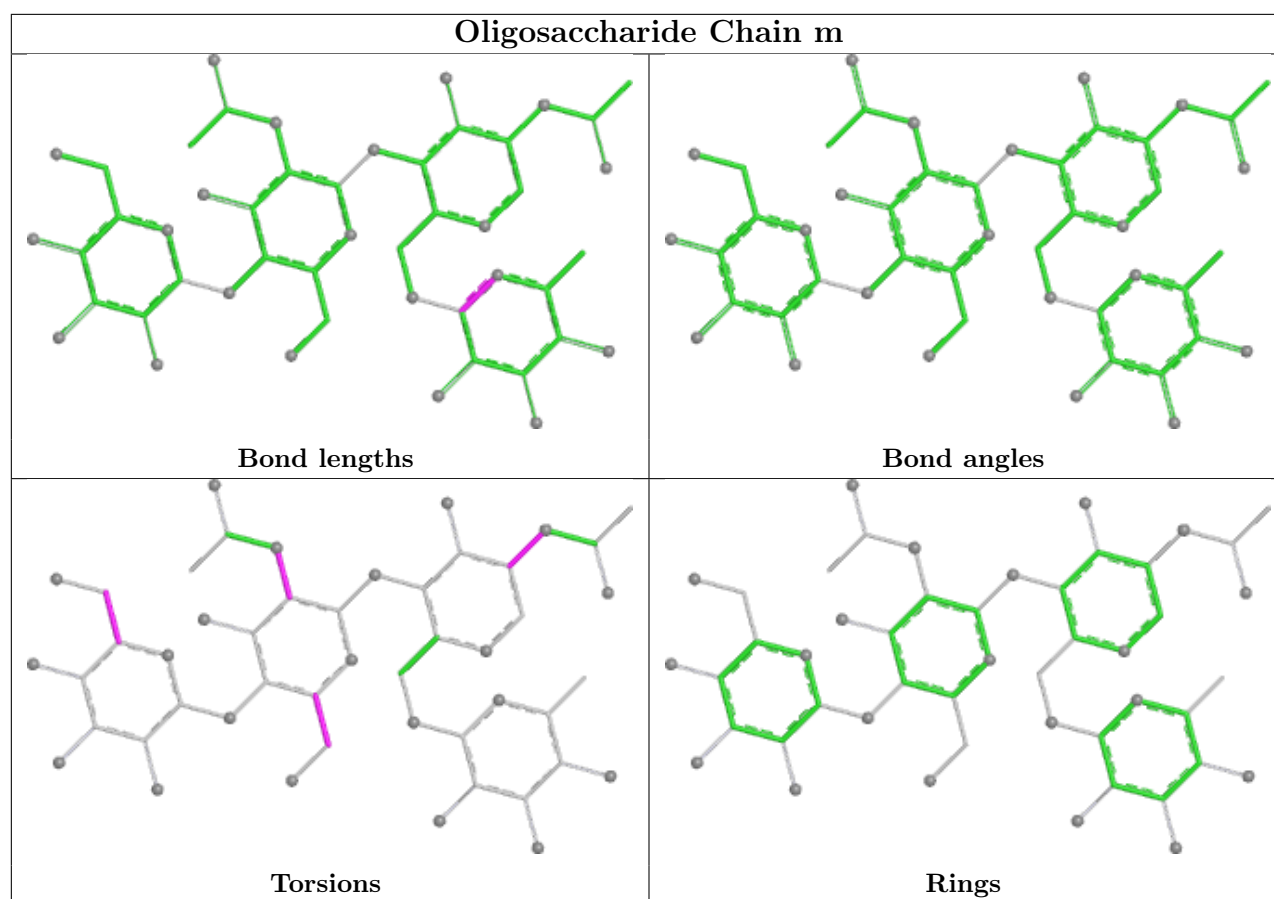 Oligosaccharide Chain m
Bond lengths
Bond angles
Torsions
Rings